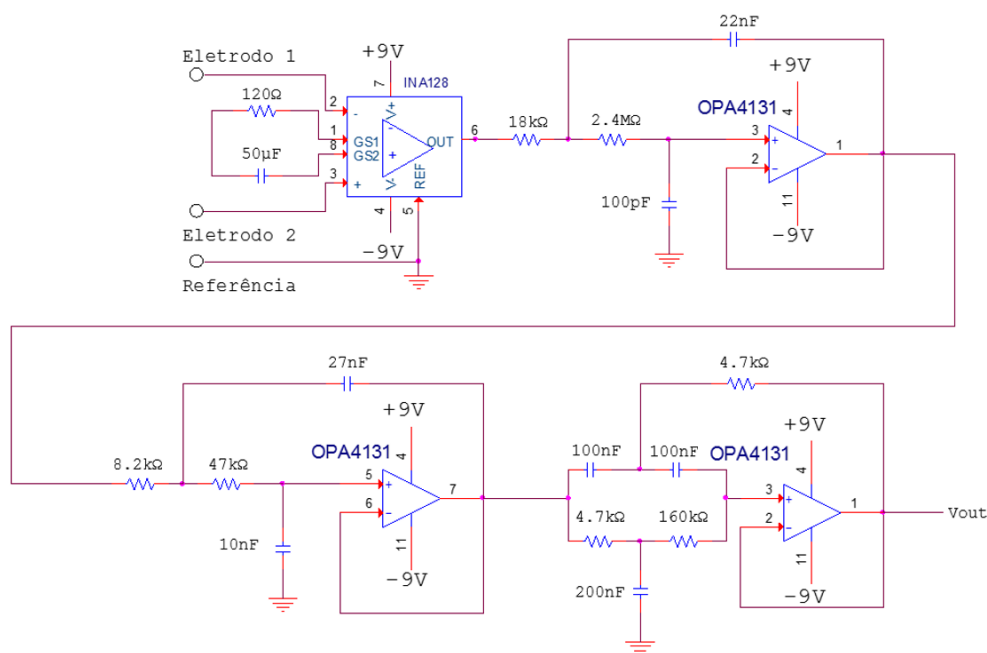 22nF
+9V
+9V
Eletrodo 1
7
INA128
4
OPA4131
120Ω
2
-
V+
18kΩ
2.4MΩ
1
GS1
-
OUT
6
3
+
1
50µF
8
GS2
+
2
-
3
+
V-
REF
100pF
11
4
5
-9V
Eletrodo 2
-9V
Referência
27nF
4.7kΩ
+9V
+9V
OPA4131
4
100nF
100nF
OPA4131
4
8.2kΩ
47kΩ
5
+
7
3
+
1
Vout
6
-
4.7kΩ
160kΩ
2
-
10nF
11
11
-9V
200nF
-9V